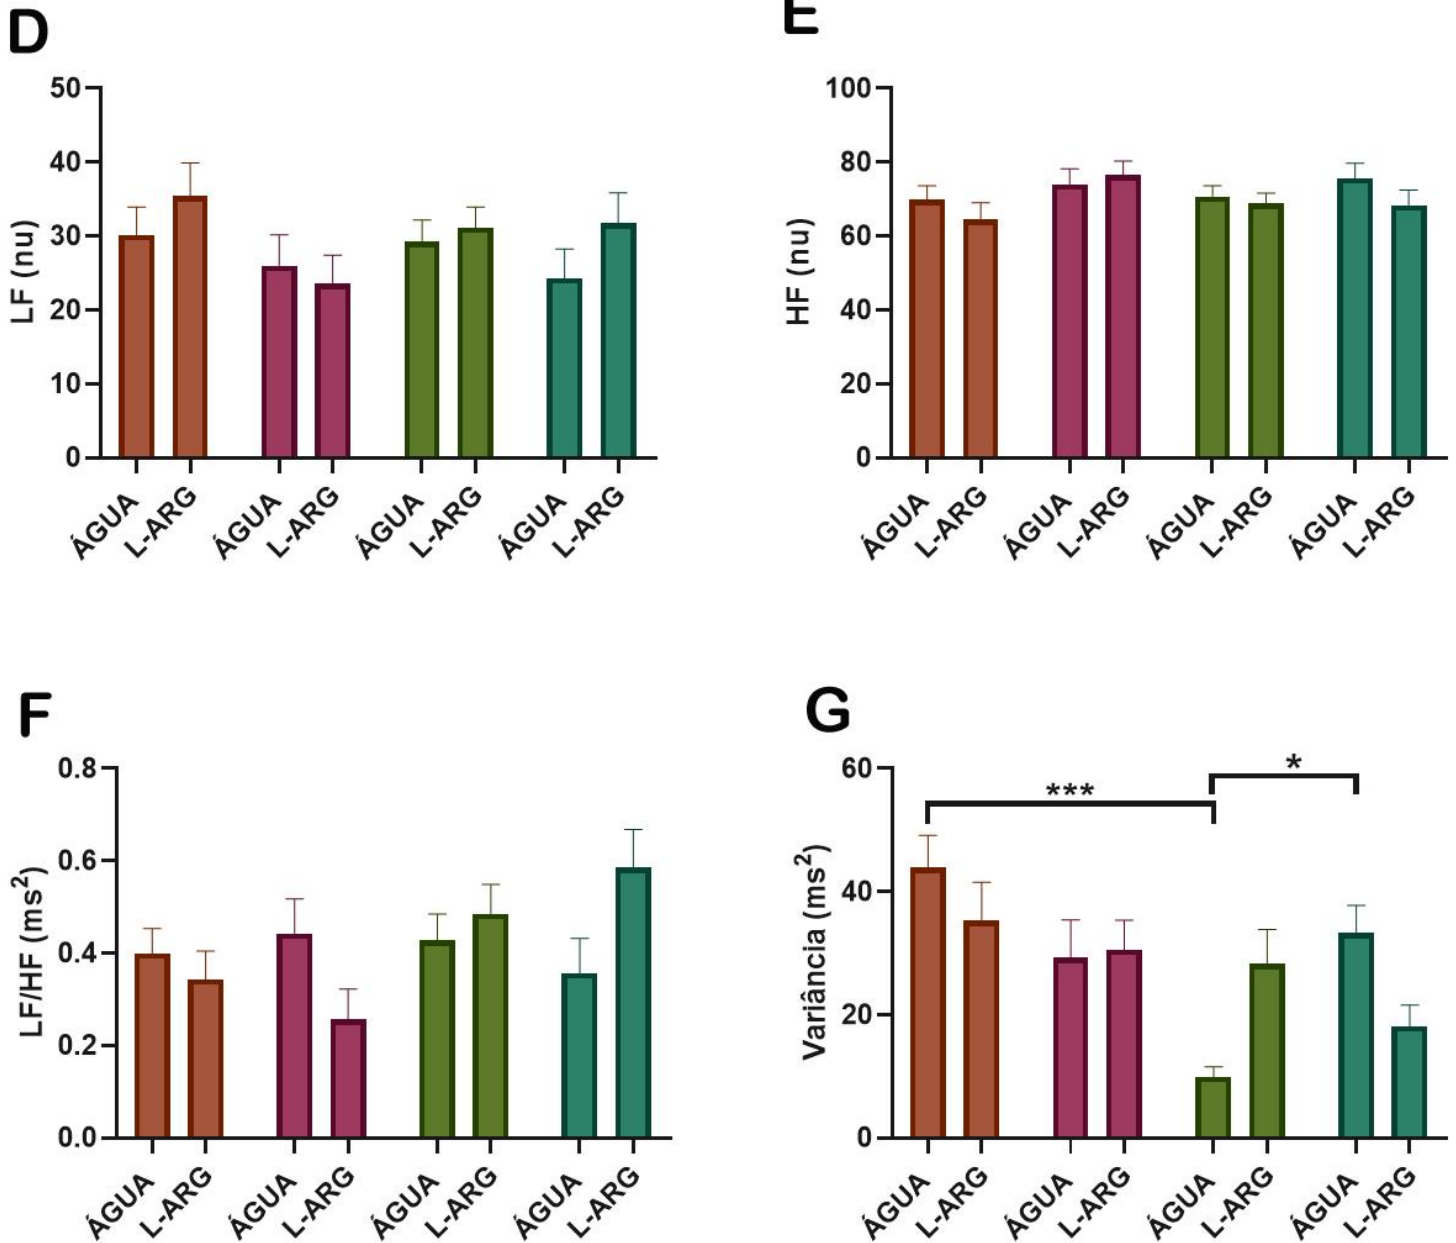 D
50
40
30
20
10
0
LF (nu)
ÁGUA L-ARG ÁGUA L-ARG ÁGUA L-ARG ÁGUA L-ARG
E
100
80
60
40
20
0
HF (nu)
ÁGUA L-ARG ÁGUA L-ARG ÁGUA L-ARG ÁGUA L-ARG
F
0.8
0.6
0.4
0.2
0.0
LF/HF (ms²)
ÁGUA L-ARG ÁGUA L-ARG ÁGUA L-ARG ÁGUA L-ARG
G
60
40
20
0
Variância (ms²)
***
*
ÁGUA L-ARG ÁGUA L-ARG ÁGUA L-ARG ÁGUA L-ARG